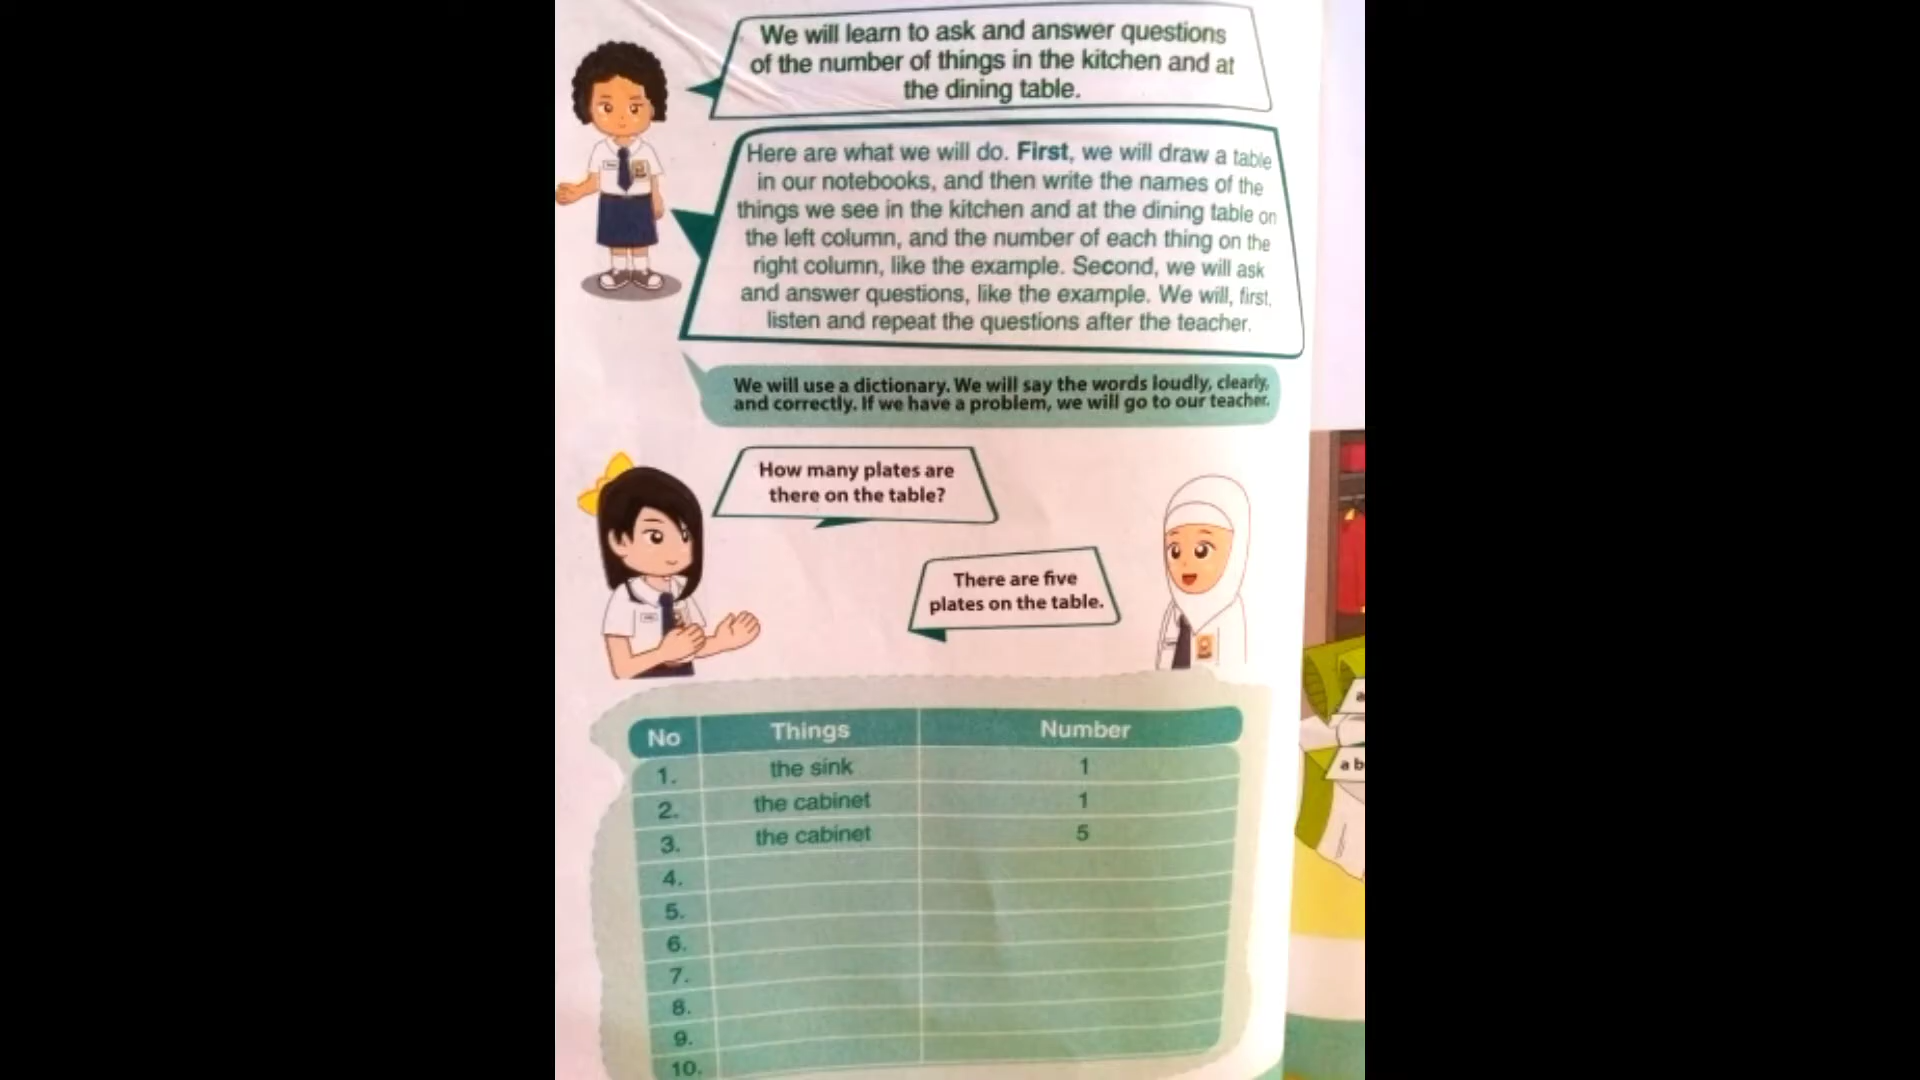 We will learn to ask and answer questions
of the number of things in the kitchen and at
the dining table.
Here are what we will do. First, we will draw a table
in our notebooks, and then write the names of the
things we see in the kitchen and at the dining table on
the left column, and the number of each thing on the
right column, like the example. Second, we will ask
and answer questions, like the example. We will, first,
listen and repeat the questions after the teacher.
We will use a dictionary. We will say the words loudly, clearly,
and correctly. If we have a problem, we will go to our teacher.
How many plates are
there on the table?
There are five
plates on the table.
No Things Number
1. the sink 1
2. the cabinet 1
3. the cabinet 5
4.
5.
6.
7.
8.
9.
10.
a b